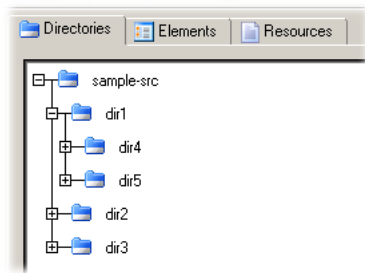 Directories Elements Resources
sample-src
dir1
dir4
dir5
dir2
dir3